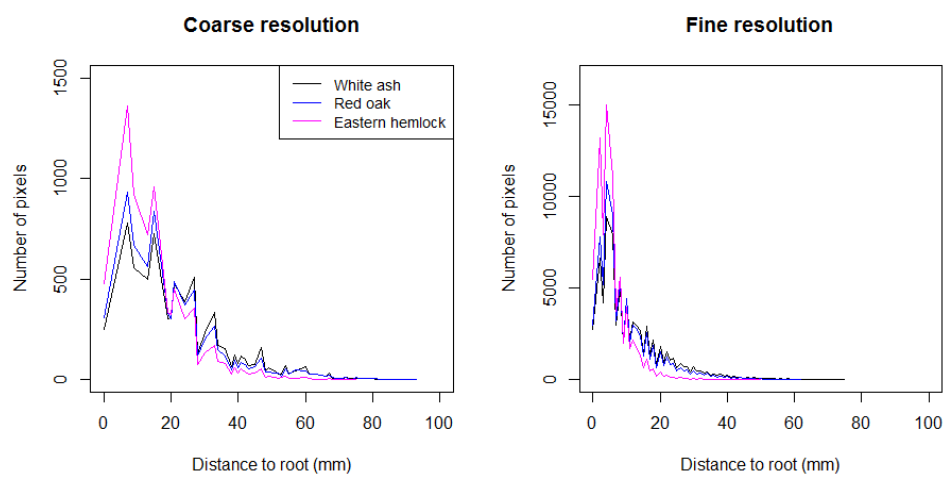 Coarse resolution
Number of pixels
1500
1000
500
0
White ash
Red oak
Eastern hemlock
0 20 40 60 80 100
Distance to root (mm)
Fine resolution
Number of pixels
15000
10000
5000
0
0 20 40 60 80 100
Distance to root (mm)